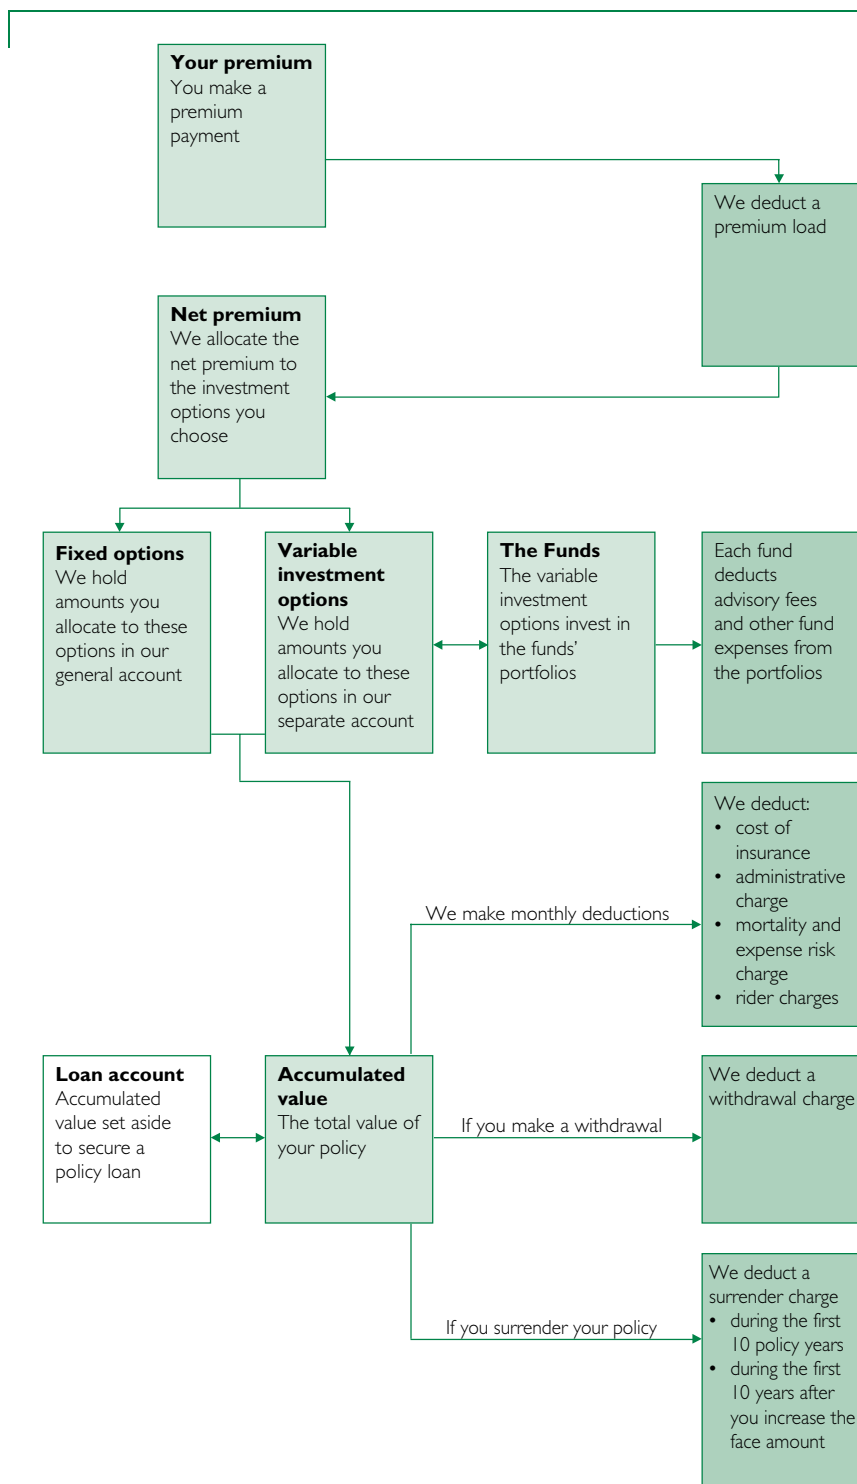 Your premium
You make a
premium
payment
We deduct a
premium load
Net premium
We allocate the
net premium to
the investment
options you
choose
Fixed options
We hold
amounts you
allocate to these
options in our
general account
Variable
investment
options
We hold
amounts you
allocate to these
options in our
separate account
The Funds
The variable
investment
options invest in
the funds’
portfolios
Each fund
deducts
advisory fees
and other fund
expenses from
the portfolios
We deduct:
• cost of
insurance
• administrative
charge
• mortality and
expense risk
charge
• rider charges
We make monthly deductions
Loan account
Accumulated
value set aside
to secure a
policy loan
Accumulated
value
The total value of
your policy
If you make a withdrawal
We deduct a
withdrawal charge
If you surrender your policy
We deduct a
surrender charge
• during the first
10 policy years
• during the first
10 years after
you increase the
face amount